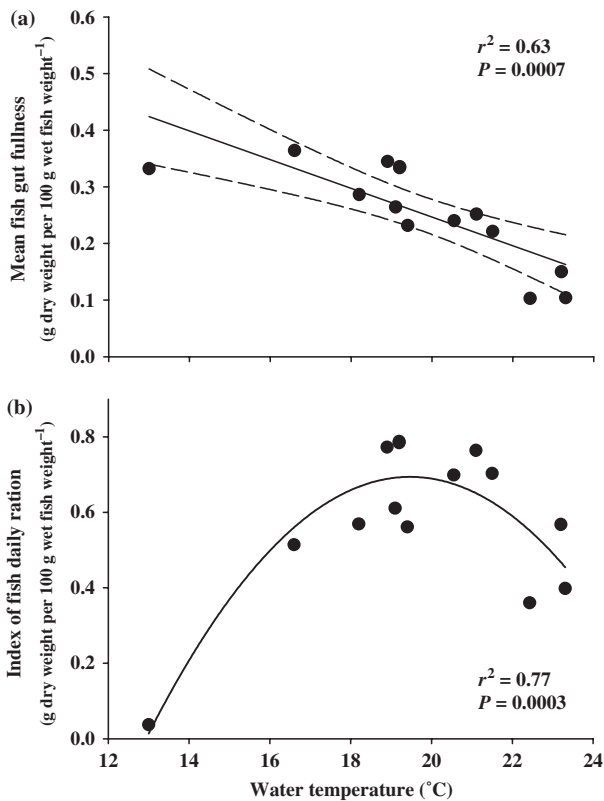 (a)
r² = 0.63
P = 0.0007
0.6
0.5
0.4
0.3
0.2
0.1
0.0
Mean fish gut fullness
(g dry weight per 100 g wet fish weight⁻¹)
(b)
0.8
0.6
0.4
0.2
0.0
Index of fish daily ration
(g dry weight per 100 g wet fish weight⁻¹)
r² = 0.77
P = 0.0003
12 14 16 18 20 22 24
Water temperature (˚C)